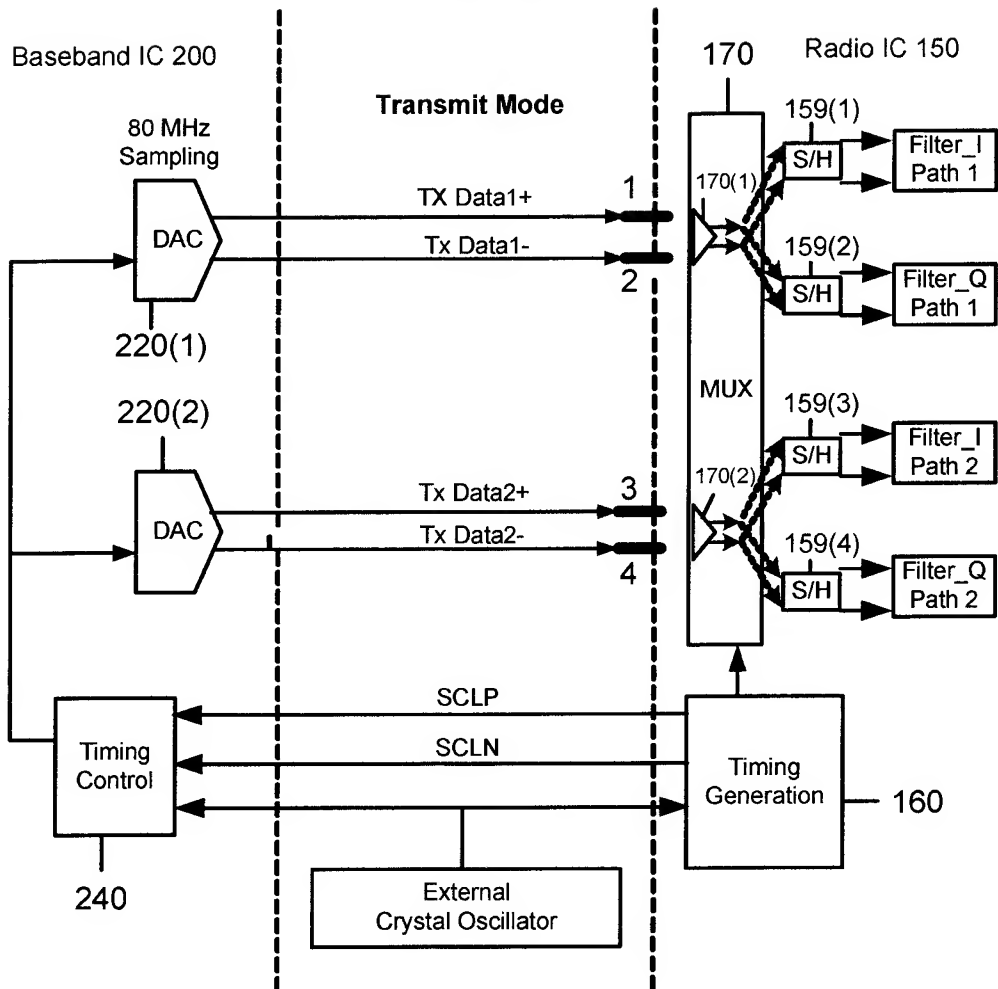 Baseband IC 200
170
Radio IC 150
Transmit Mode
80 MHz
Sampling
159(1)
S/H
Filter_I
Path 1
DAC
TX Data1+
1
170(1)
Tx Data1-
2
159(2)
S/H
Filter_Q
Path 1
220(1)
MUX
220(2)
159(3)
S/H
Filter_I
Path 2
DAC
Tx Data2+
3
170(2)
Tx Data2-
4
159(4)
S/H
Filter_Q
Path 2
SCLP
SCLN
Timing
Control
Timing
Generation
160
240
External
Crystal Oscillator